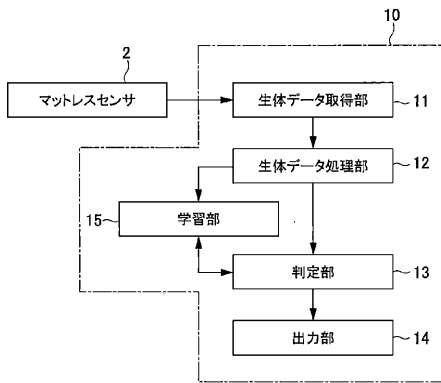 10
2
マットレスセンサ
生体データ取得部
11
生体データ処理部
12
15
学習部
判定部
13
出力部
14